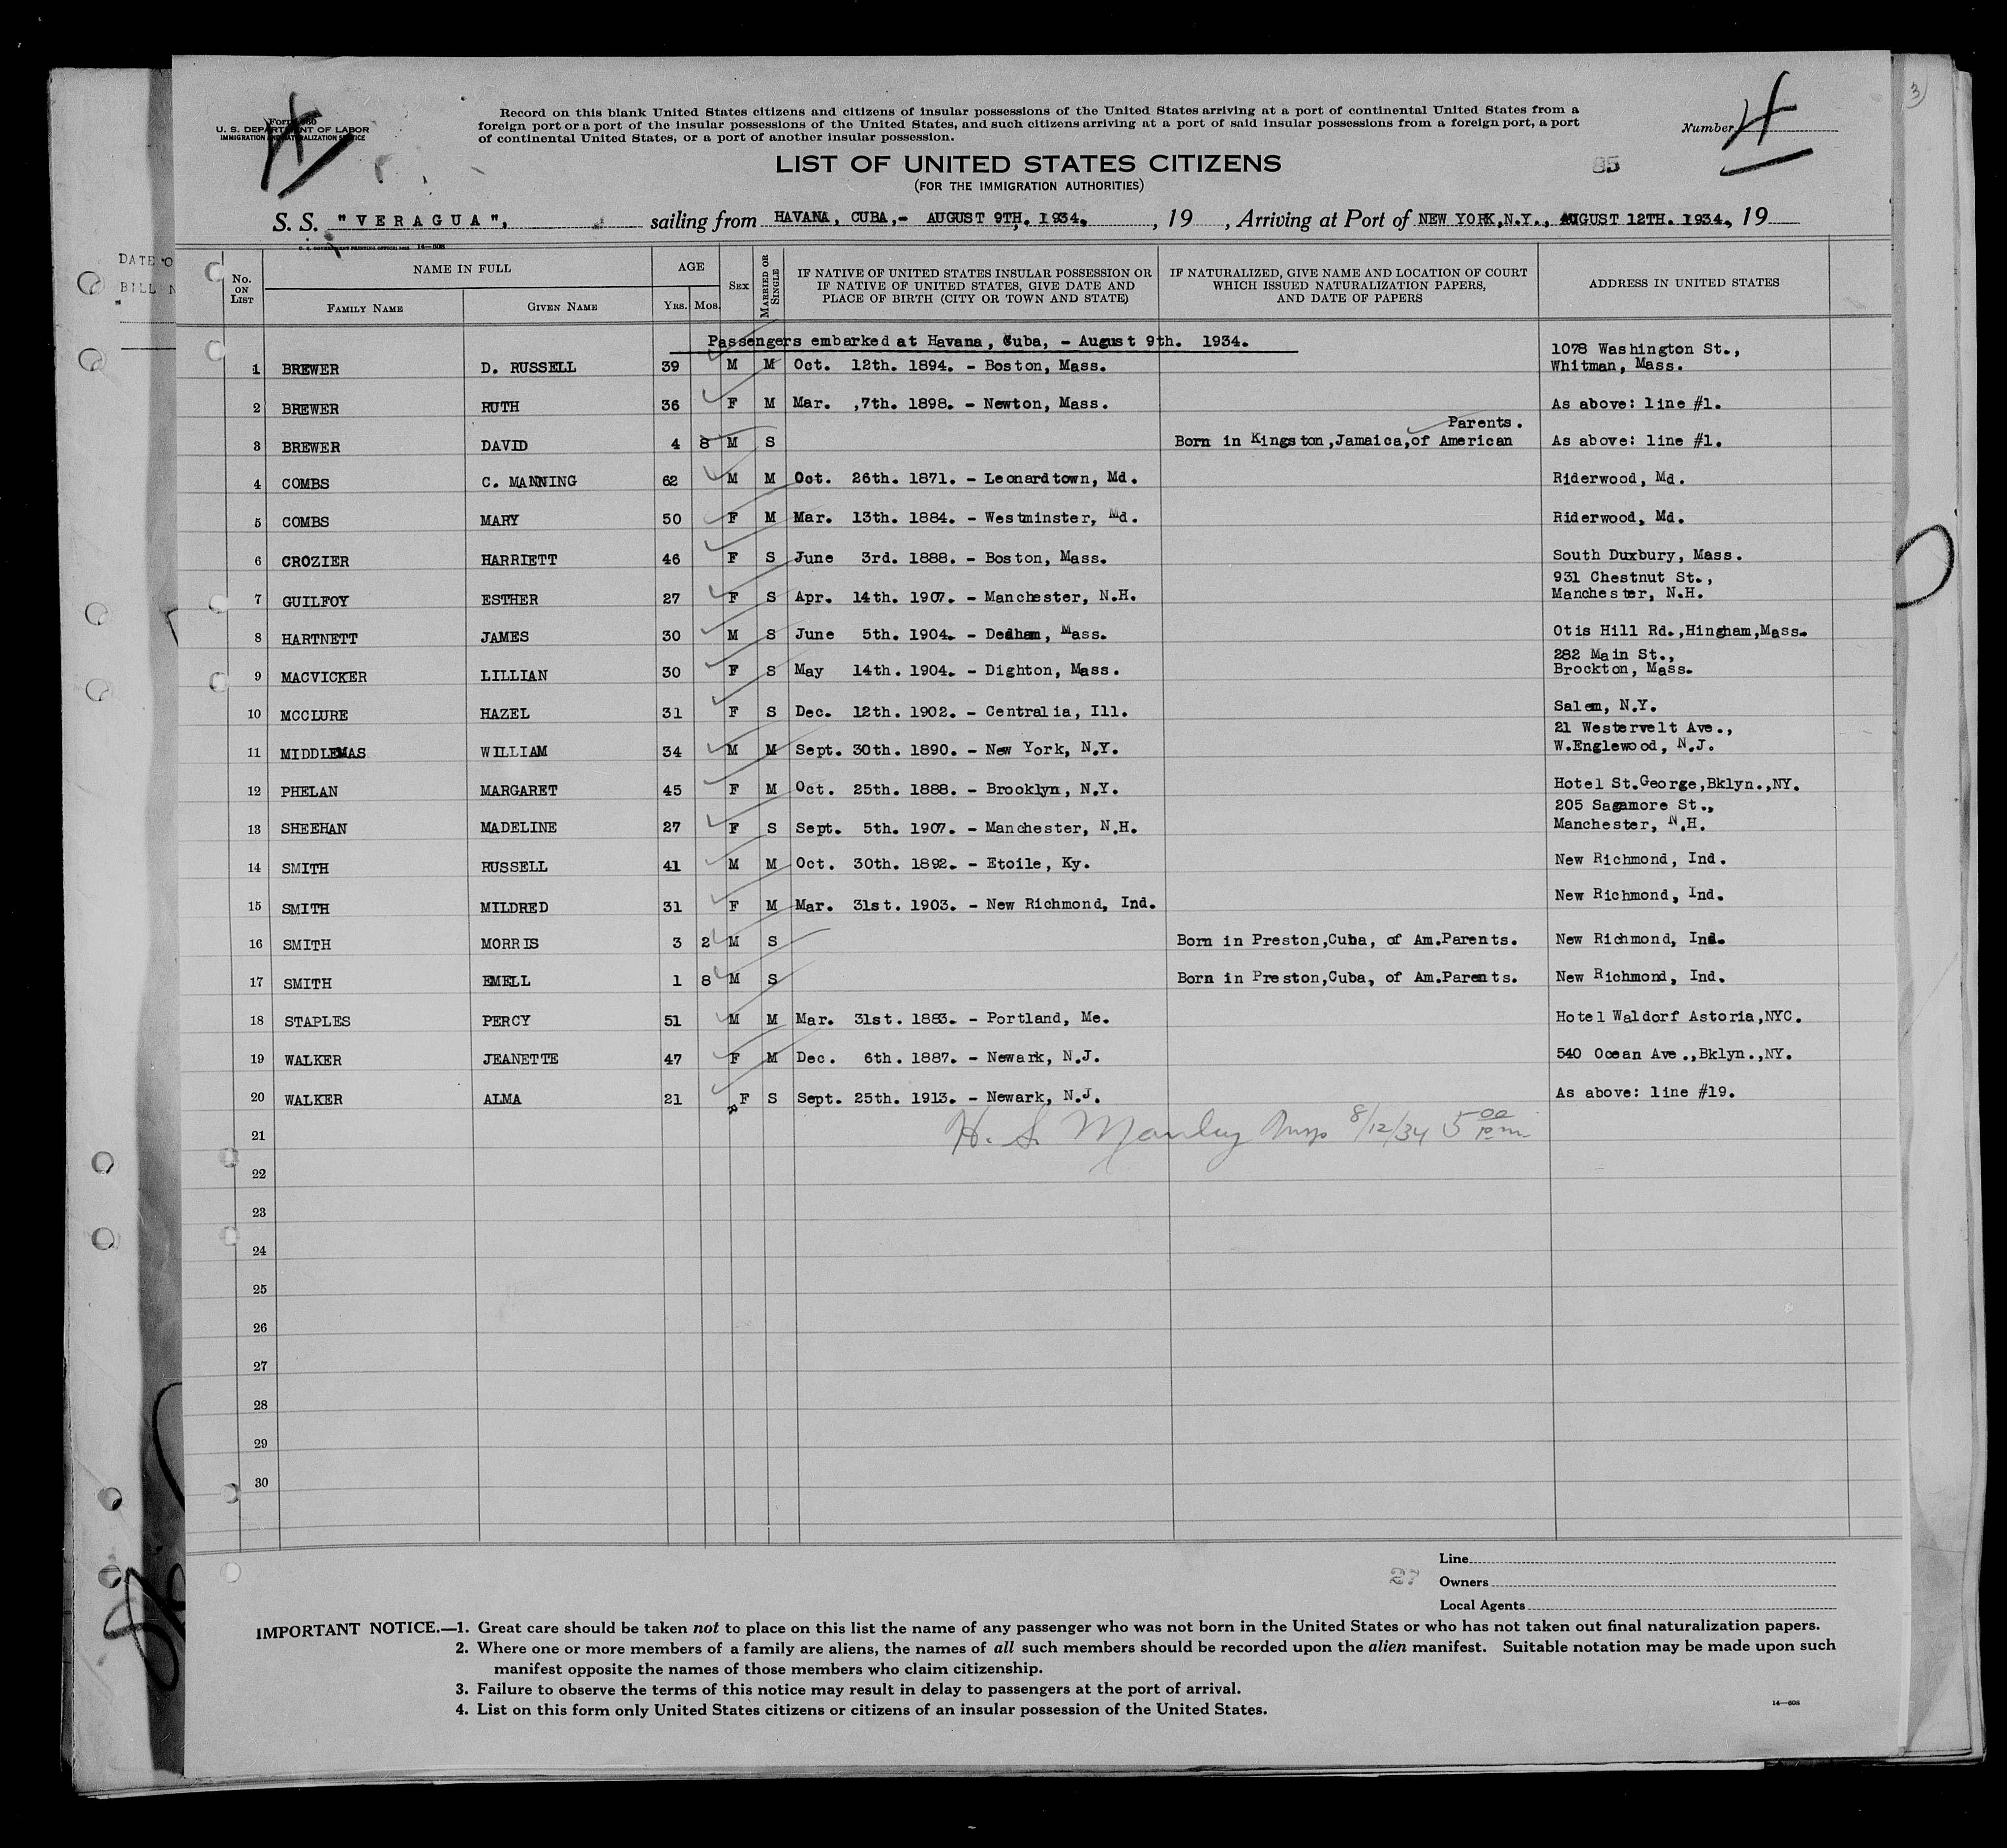 Form 630
U. S. DEPARTMENT OF LABOR
IMMIGRATION AND NATURALIZATION SERVICE
Record on this blank United States citizens and citizens of insular possessions of the United States arriving at a port of continental United States from a
foreign port or a port of the insular possessions of the United States, and such citizens arriving at a port of said insular possessions from a foreign port, a port
of continental United States, or a port of another insular possession.
Number 4
3
LIST OF UNITED STATES CITIZENS
(FOR THE IMMIGRATION AUTHORITIES)
85
S. S. "VERAGUA", sailing from HAVANA, CUBA,- AUGUST 9TH. 1934., 19 , Arriving at Port of NEW YORK,N.Y., AUGUST 12TH. 1934, 19
14—608
DATE O
BILL N
No. ON LIST
NAME IN FULL
FAMILY NAME GIVEN NAME
AGE
YRS. MOS.
SEX
MARRIED OR SINGLE
IF NATIVE OF UNITED STATES INSULAR POSSESSION OR
IF NATIVE OF UNITED STATES, GIVE DATE AND
PLACE OF BIRTH (CITY OR TOWN AND STATE)
IF NATURALIZED, GIVE NAME AND LOCATION OF COURT
WHICH ISSUED NATURALIZATION PAPERS,
AND DATE OF PAPERS
ADDRESS IN UNITED STATES
Passengers embarked at Havana, Cuba, - August 9th. 1934.
1 BREWER D. RUSSELL 39 M M Oct. 12th. 1894. - Boston, Mass. 1078 Washington St.,
Whitman, Mass.
2 BREWER RUTH 36 F M Mar. ,7th. 1898. - Newton, Mass. As above: line #1.
Parents.
3 BREWER DAVID 4 8 M S Born in Kingston,Jamaica,of American As above: line #1.
4 COMBS C. MANNING 62 M M Oct. 26th. 1871. - Leonardtown, Md. Riderwood, Md.
5 COMBS MARY 50 F M Mar. 13th. 1884. - Westminster, Md. Riderwood, Md.
6 CROZIER HARRIETT 46 F S June 3rd. 1888. - Boston, Mass. South Duxbury, Mass.
7 GUILFOY ESTHER 27 F S Apr. 14th. 1907. - Manchester, N.H. 931 Chestnut St.,
Manchester, N.H.
8 HARTNETT JAMES 30 M S June 5th. 1904. - Dedham, Mass. Otis Hill Rd.,Hingham,Mass.
9 MACVICKER LILLIAN 30 F S May 14th. 1904. - Dighton, Mass. 282 Main St.,
Brockton, Mass.
10 MCCLURE HAZEL 31 F S Dec. 12th. 1902. - Centralia, Ill. Salem, N.Y.
11 MIDDLEMAS WILLIAM 34 M M Sept. 30th. 1890. - New York, N.Y. 21 Westervelt Ave.,
W.Englewood, N.J.
12 PHELAN MARGARET 45 F M Oct. 25th. 1888. - Brooklyn, N.Y. Hotel St.George,Bklyn.,NY.
13 SHEEHAN MADELINE 27 F S Sept. 5th. 1907. - Manchester, N.H. 205 Sagamore St.,
Manchester, N.H.
14 SMITH RUSSELL 41 M M Oct. 30th. 1892. - Etoile, Ky. New Richmond, Ind.
15 SMITH MILDRED 31 F M Mar. 31st. 1903. - New Richmond, Ind. New Richmond, Ind.
16 SMITH MORRIS 3 2 M S Born in Preston,Cuba, of Am.Parents. New Richmond, Ind.
17 SMITH EMELL 1 8 M S Born in Preston,Cuba, of Am.Parents. New Richmond, Ind.
18 STAPLES PERCY 51 M M Mar. 31st. 1883. - Portland, Me. Hotel Waldorf Astoria,NYC.
19 WALKER JEANETTE 47 F M Dec. 6th. 1887. - Newark, N.J. 540 Ocean Ave.,Bklyn.,NY.
20 WALKER ALMA 21 F S Sept. 25th. 1913. - Newark, N.J. As above: line #19.
21 H. S. Manley Insp 8/12/34 5 00 p.m
22
23
24
25
26
27
28
29
30
27
Line
Owners
Local Agents
IMPORTANT NOTICE.—1. Great care should be taken not to place on this list the name of any passenger who was not born in the United States or who has not taken out final naturalization papers.
2. Where one or more members of a family are aliens, the names of all such members should be recorded upon the alien manifest. Suitable notation may be made upon such
manifest opposite the names of those members who claim citizenship.
3. Failure to observe the terms of this notice may result in delay to passengers at the port of arrival.
4. List on this form only United States citizens or citizens of an insular possession of the United States.
14—608